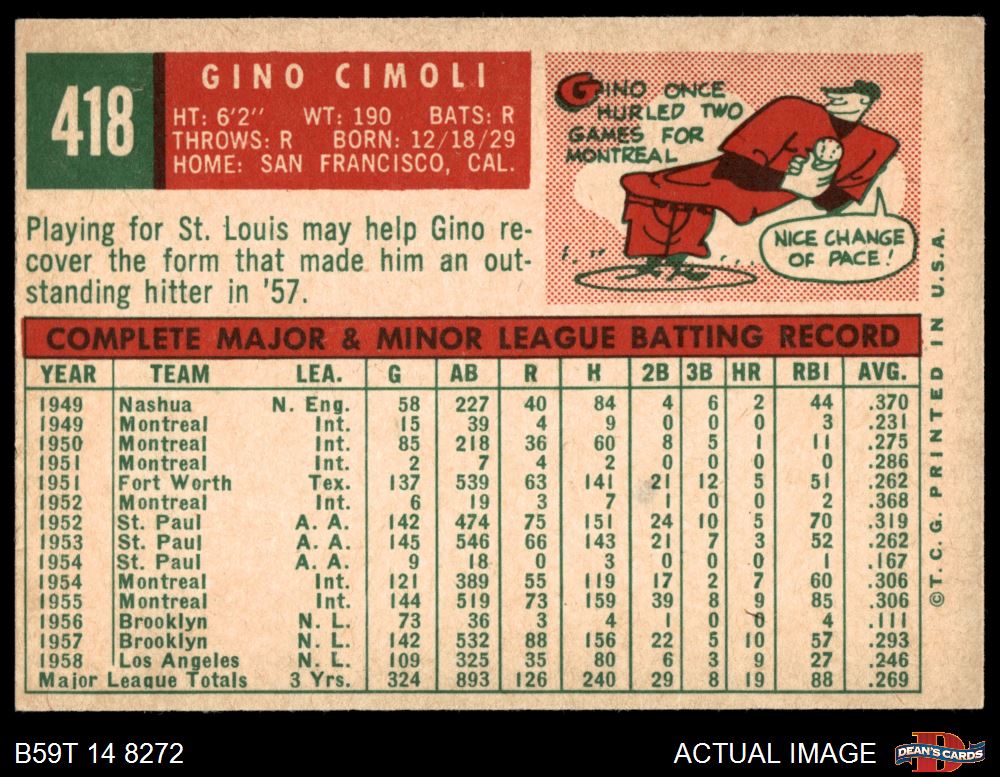 418
GINO CIMOLI
HT: 6'2" WT: 190 BATS: R
THROWS: R BORN: 12/18/29
HOME: SAN FRANCISCO, CAL.
GINO ONCE
HURLED TWO
GAMES FOR
MONTREAL
NICE CHANGE
OF PACE!
Playing for St. Louis may help Gino re-
cover the form that made him an out-
standing hitter in '57.
COMPLETE MAJOR & MINOR LEAGUE BATTING RECORD
YEAR TEAM LEA. G AB R H 2B 3B HR RBI AVG.
1949 Nashua N. Eng. 58 227 40 84 4 6 2 44 .370
1949 Montreal Int. 15 39 4 9 0 0 0 3 .231
1950 Montreal Int. 85 218 36 60 8 5 1 11 .275
1951 Montreal Int. 2 7 4 2 0 0 0 0 .286
1951 Fort Worth Tex. 137 539 63 141 21 12 5 51 .262
1952 Montreal Int. 6 19 3 7 1 0 0 2 .368
1952 St. Paul A. A. 142 474 75 151 24 10 5 70 .319
1953 St. Paul A. A. 145 546 66 143 21 7 3 52 .262
1954 St. Paul A. A. 9 18 0 3 0 0 0 1 .167
1954 Montreal Int. 121 389 55 119 17 2 7 60 .306
1955 Montreal Int. 144 519 73 159 39 8 9 85 .306
1956 Brooklyn N. L. 73 36 3 4 1 0 0 4 .111
1957 Brooklyn N. L. 142 532 88 156 22 5 10 57 .293
1958 Los Angeles N. L. 109 325 35 80 6 3 9 27 .246
Major League Totals 3 Yrs. 324 893 126 240 29 8 19 88 .269
©T. C. G. PRINTED IN U.S.A.
B59T 14 8272
ACTUAL IMAGE
D
DEAN'S CARDS